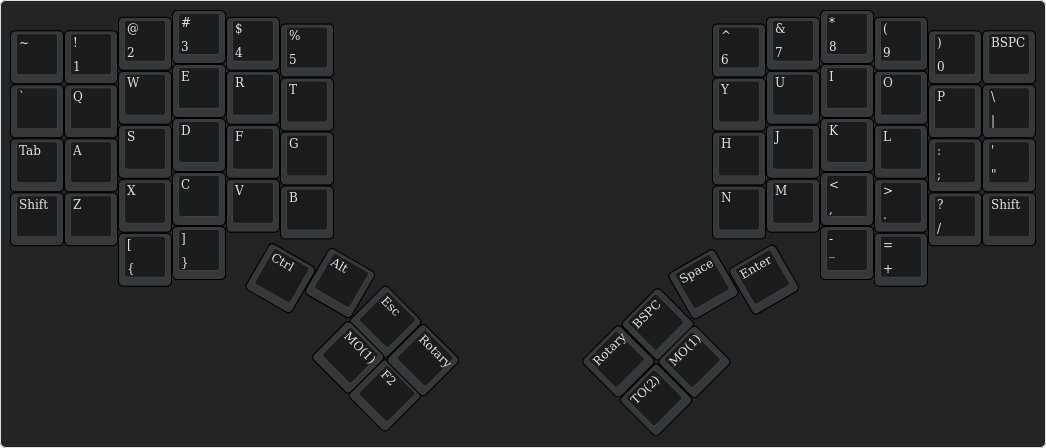 ~ ! @ # $ % ^ & * ( ) BSPC
1 2 3 4 5 6 7 8 9 0
` Q W E R T Y U I O P \
|
Tab A S D F G H J K L : '
; "
Shift Z X C V B N M < > ? Shift
, . /
[ ] - =
{ } _ +
Ctrl Alt Space Enter
Esc BSPC
MO(1) Rotary Rotary MO(1)
F2 TO(2)